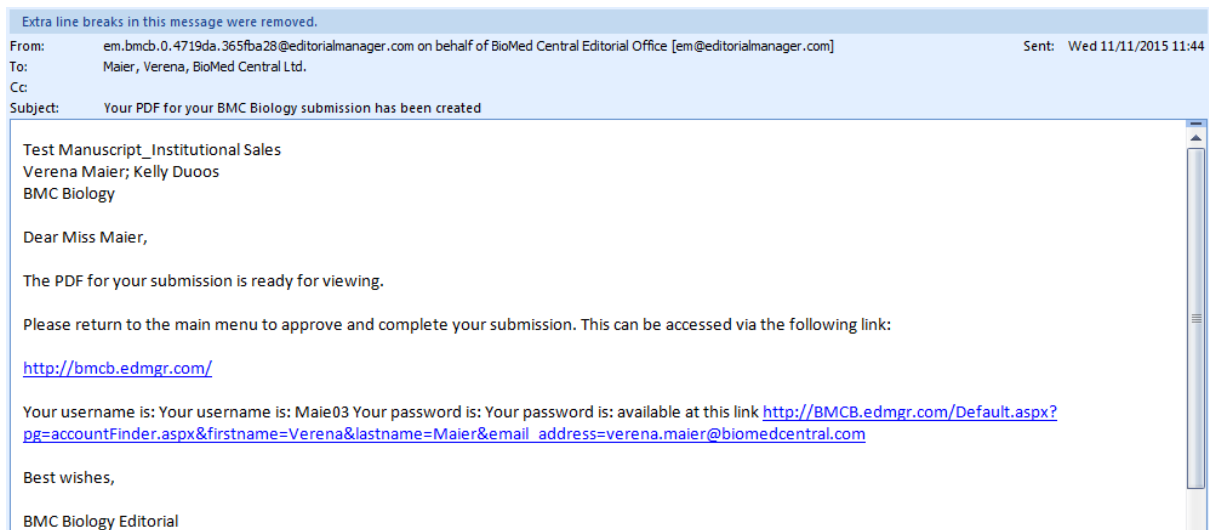 Extra line breaks in this message were removed.
From: em.bmcb.0.4719da.365fba28@editorialmanager.com on behalf of BioMed Central Editorial Office [em@editorialmanager.com] Sent: Wed 11/11/2015 11:44
To: Maier, Verena, BioMed Central Ltd.
Cc:
Subject: Your PDF for your BMC Biology submission has been created
Test Manuscript_Institutional Sales
Verena Maier; Kelly Duoos
BMC Biology
Dear Miss Maier,
The PDF for your submission is ready for viewing.
Please return to the main menu to approve and complete your submission. This can be accessed via the following link:
http://bmcb.edmgr.com/
Your username is: Your username is: Maie03 Your password is: Your password is: available at this link http://BMCB.edmgr.com/Default.aspx?
pg=accountFinder.aspx&firstname=Verena&lastname=Maier&email_address=verena.maier@biomedcentral.com
Best wishes,
BMC Biology Editorial